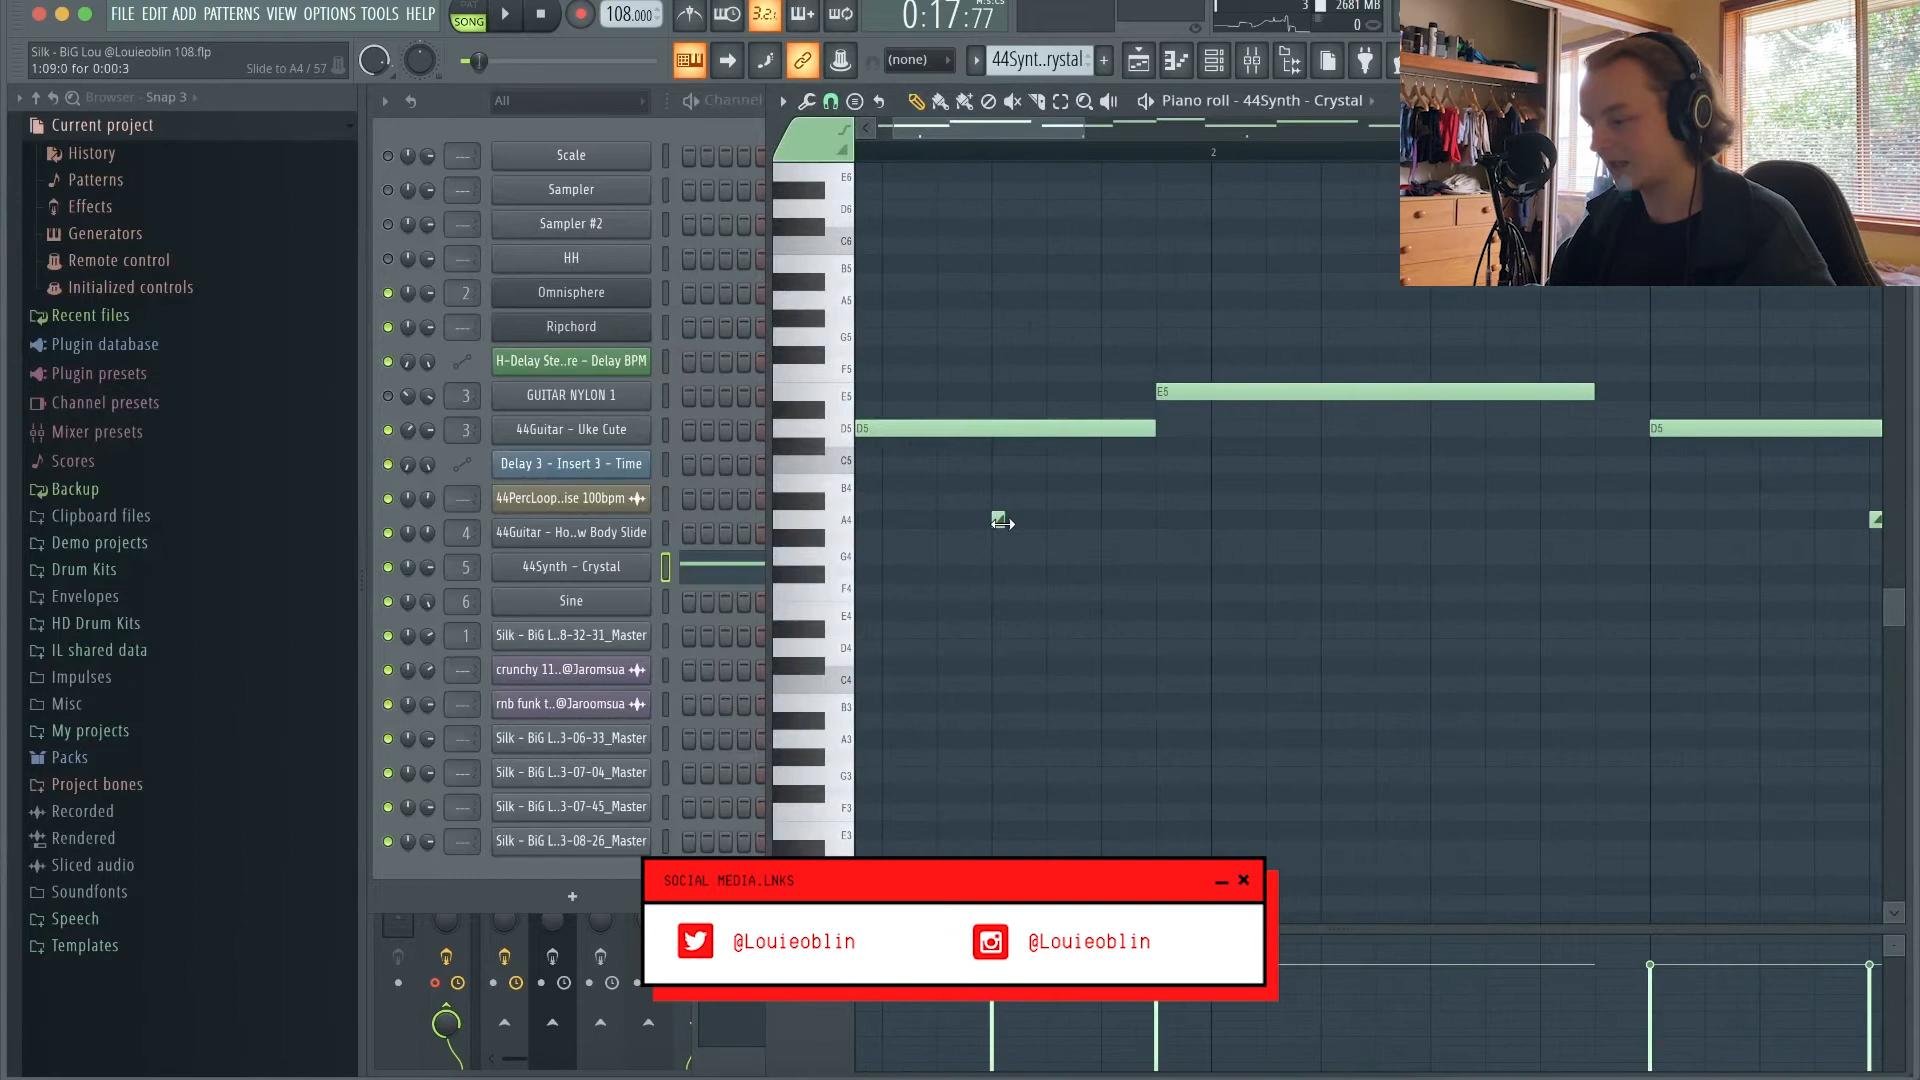 FILE EDIT ADD PATTERNS VIEW OPTIONS TOOLS HELP
PAT
SONG
108.000
3.2
0:17:77
M:S:CS
3
2681 MB
0
Silk - BiG Lou @Louieoblin 108.flp
1:09:0 for 0:00:3
Slide to A4 / 57
(none)
44Synt..rystal
Browser - Snap 3
All
Channel
Piano roll - 44Synth - Crystal
Current project
History
Patterns
Effects
Generators
Remote control
Initialized controls
Recent files
Plugin database
Plugin presets
Channel presets
Mixer presets
Scores
Backup
Clipboard files
Demo projects
Drum Kits
Envelopes
HD Drum Kits
IL shared data
Impulses
Misc
My projects
Packs
Project bones
Recorded
Rendered
Sliced audio
Soundfonts
Speech
Templates
--- Scale
--- Sampler
--- Sampler #2
--- HH
2 Omnisphere
--- Ripchord
H-Delay Ste..re - Delay BPM
3 GUITAR NYLON 1
3 44Guitar - Uke Cute
Delay 3 - Insert 3 - Time
--- 44PercLoop..ise 100bpm
4 44Guitar - Ho..w Body Slide
5 44Synth - Crystal
6 Sine
1 Silk - BiG L..8-32-31_Master
--- crunchy 11..@Jaromsua
--- rnb funk t..@Jaroomsua
--- Silk - BiG L..3-06-33_Master
--- Silk - BiG L..3-07-04_Master
--- Silk - BiG L..3-07-45_Master
--- Silk - BiG L..3-08-26_Master
+
2
E6
D6
C6
B5
A5
G5
F5
E5
D5
C5
B4
A4
G4
F4
E4
D4
C4
B3
A3
G3
F3
E3
E5
D5
D5
SOCIAL MEDIA.LNKS
@Louieoblin
@Louieoblin